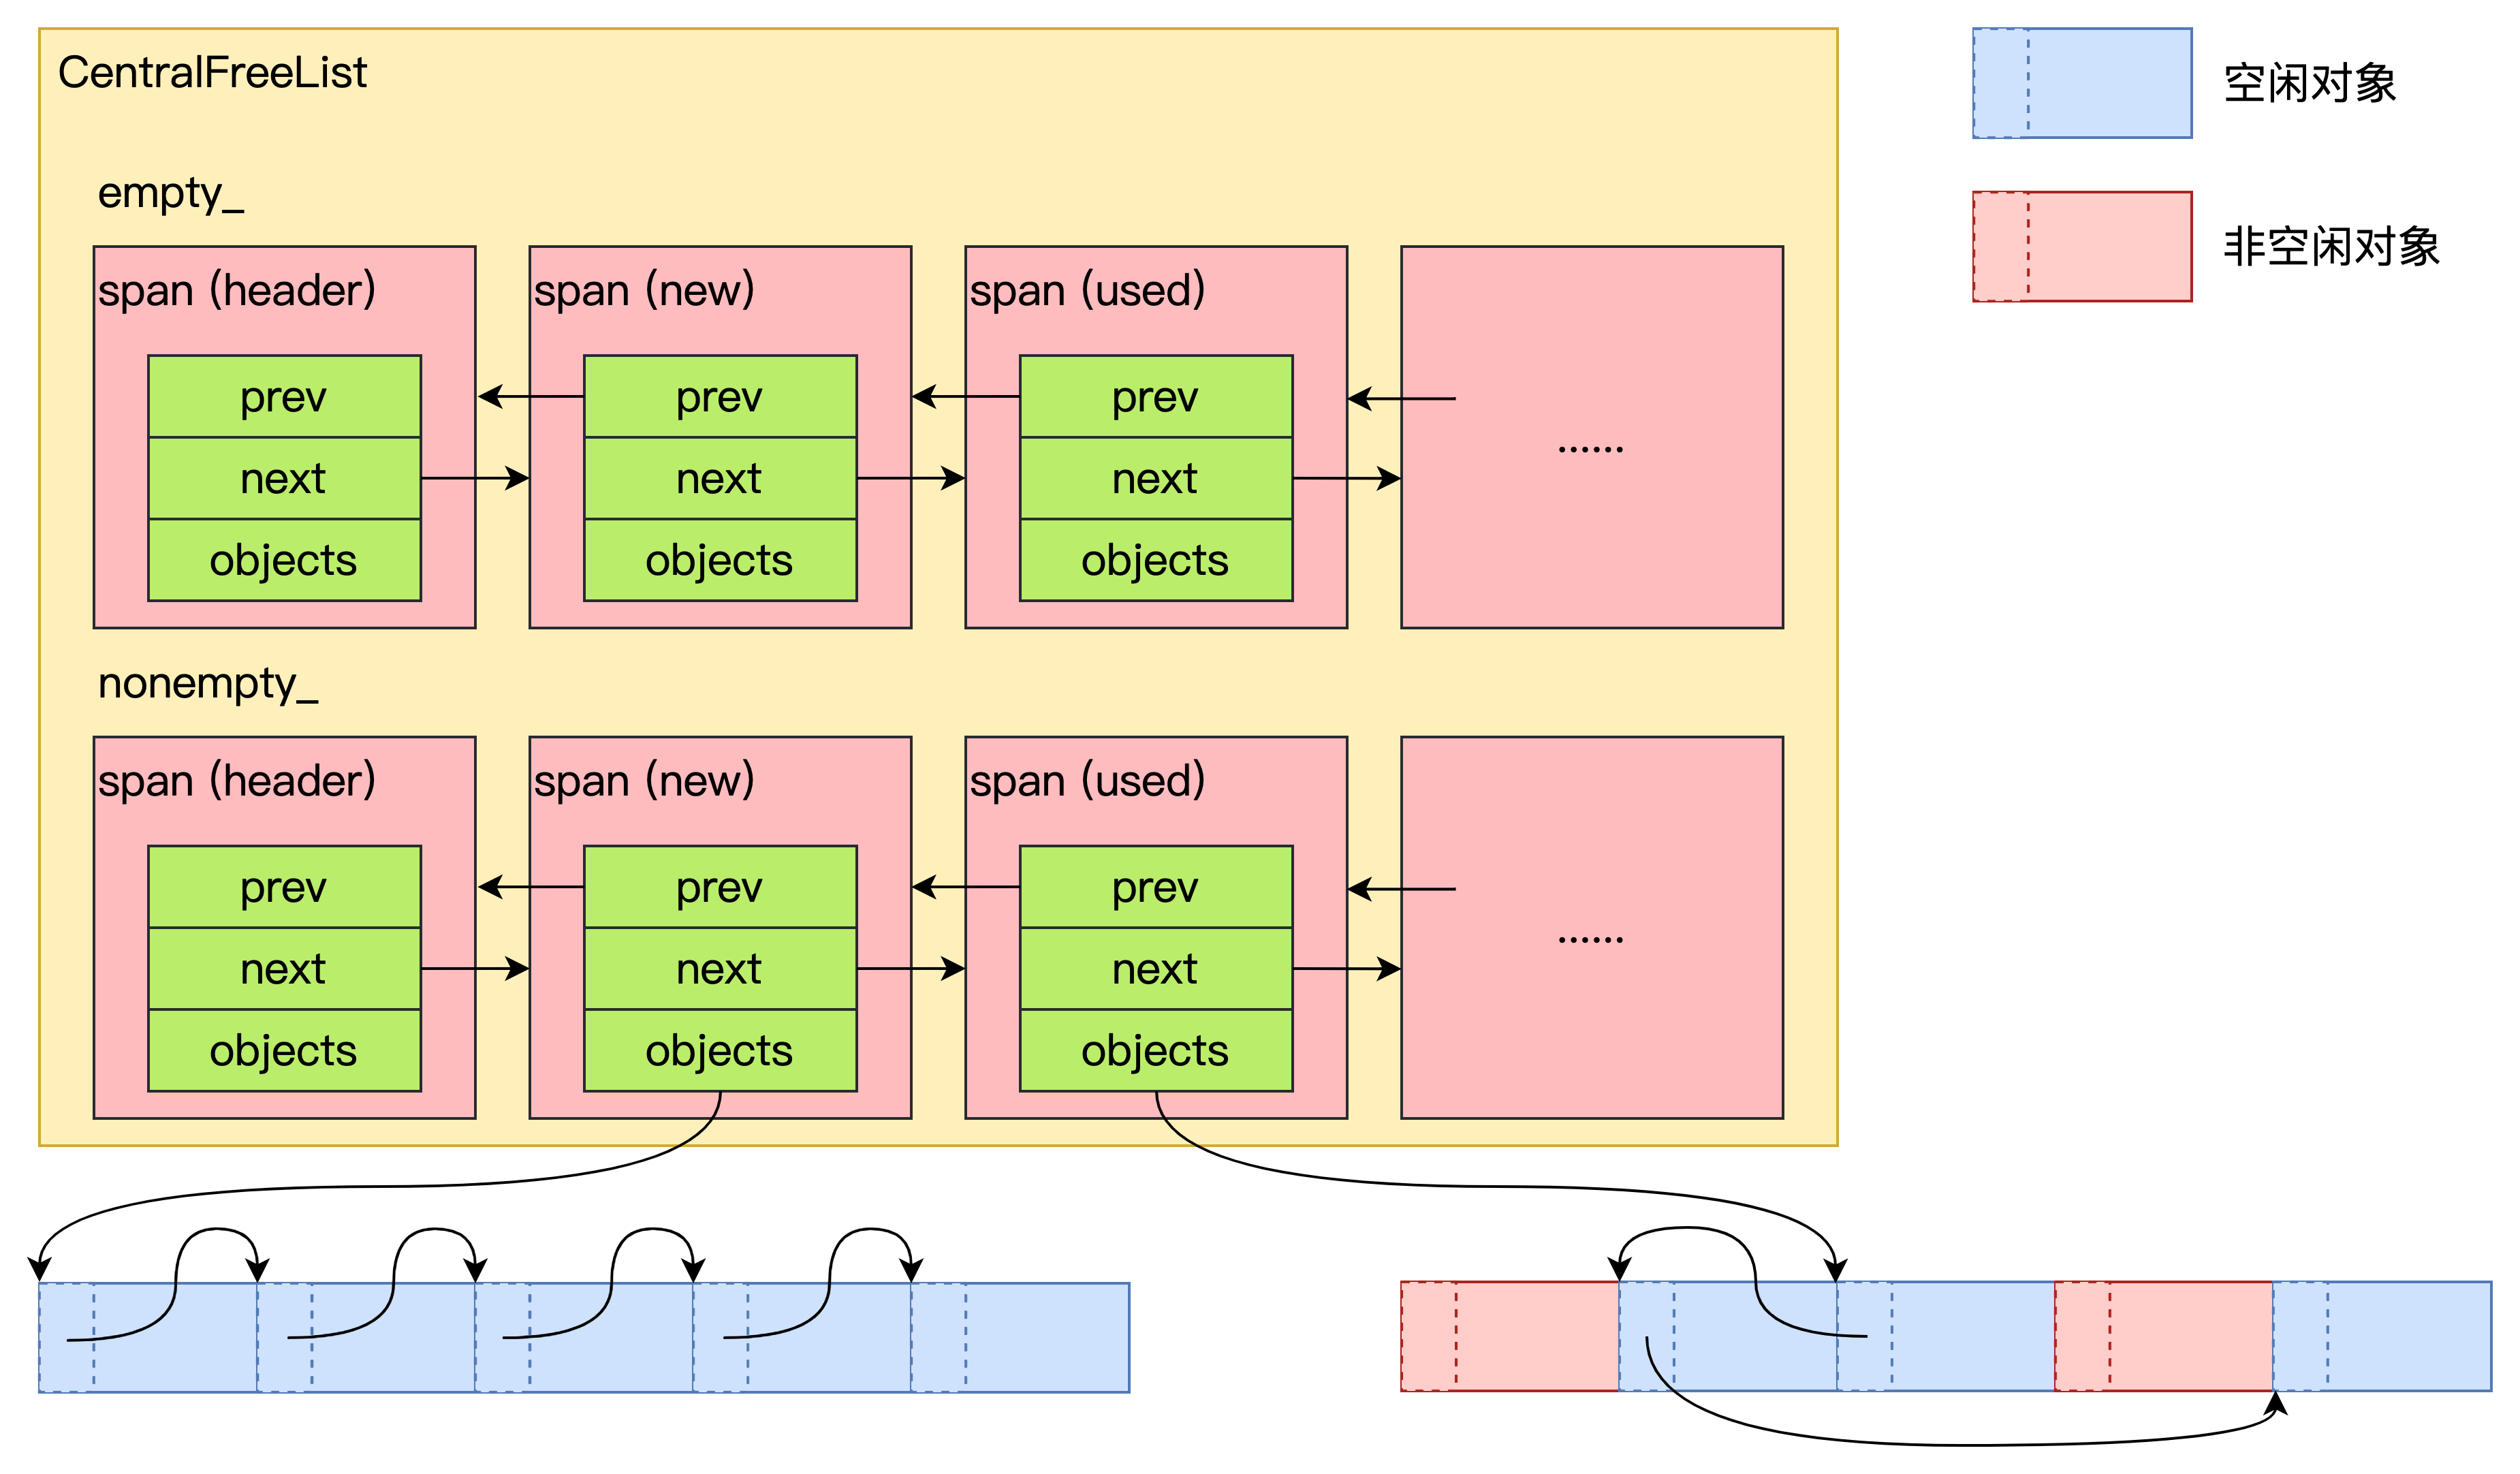 CentralFreeList
空闲对象
非空闲对象
empty_
span (header)
span (new)
span (used)
prev
prev
prev
next
next
next
......
objects
objects
objects
nonempty_
span (header)
span (new)
span (used)
prev
prev
prev
next
next
next
......
objects
objects
objects